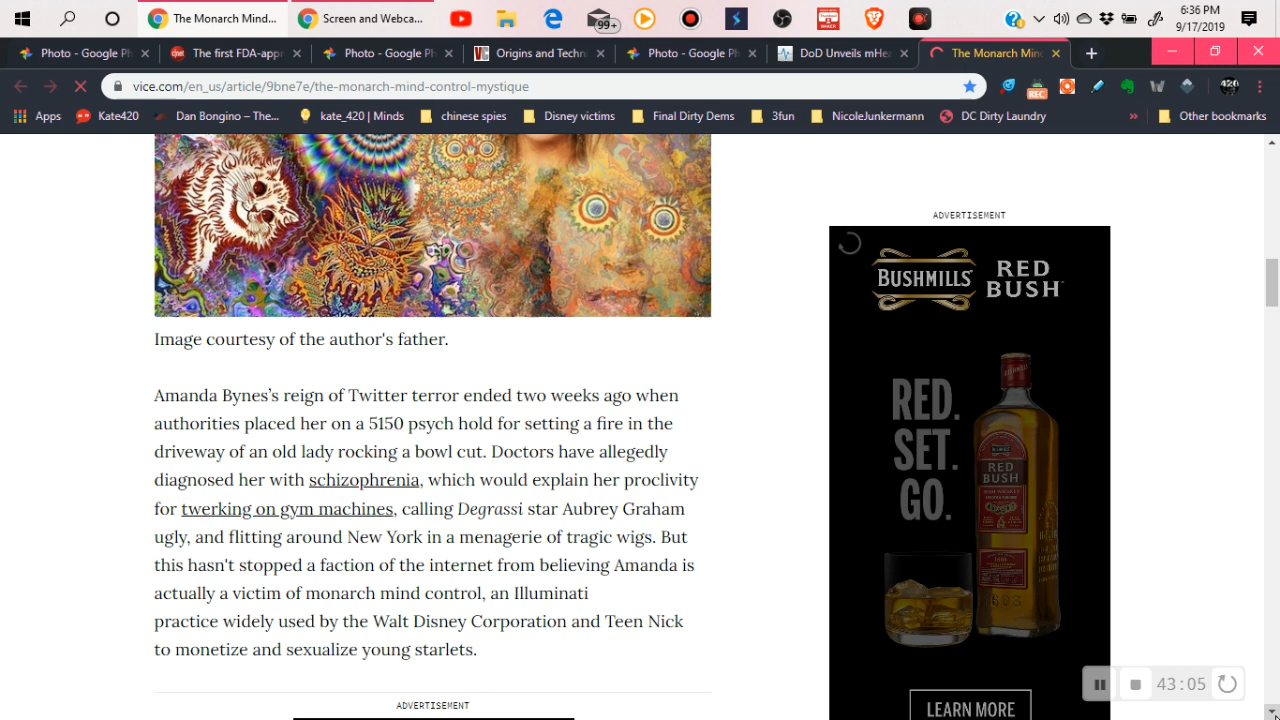 The Monarch Mind...
Screen and Webca...
99+
6:36 PM
9/17/2019
Photo - Google Ph
The first FDA-appr
Photo - Google Ph
Origins and Techn
Photo - Google Ph
DoD Unveils mHea
The Monarch Min
vice.com/en_us/article/9bne7e/the-monarch-mind-control-mystique
REC
420
Apps
Kate420
Dan Bongino – The...
kate_420 | Minds
chinese spies
Disney victims
Final Dirty Dems
3fun
NicoleJunkermann
DC Dirty Laundry
»
Other bookmarks
Image courtesy of the author's father.
Amanda Bynes's reign of Twitter terror ended two weeks ago when
authorities placed her on a 5150 psych hold for setting a fire in the
driveway of an old lady rocking a bowl cut. Doctors have allegedly
diagnosed her with schizophrenia, which would explain her proclivity
for twerking on gym machines, calling Degrassi star Aubrey Graham
ugly, and flitting around New York in a menagerie of tragic wigs. But
this hasn't stopped a faction of the internet from believing Amanda is
actually a victim of monarch mind control, an Illuminati
practice widely used by the Walt Disney Corporation and Teen Nick
to monetize and sexualize young starlets.
ADVERTISEMENT
ADVERTISEMENT
BUSHMILLS
RED
BUSH
RED.
SET.
GO.
RED
BUSH
1608
LEARN MORE
43:05